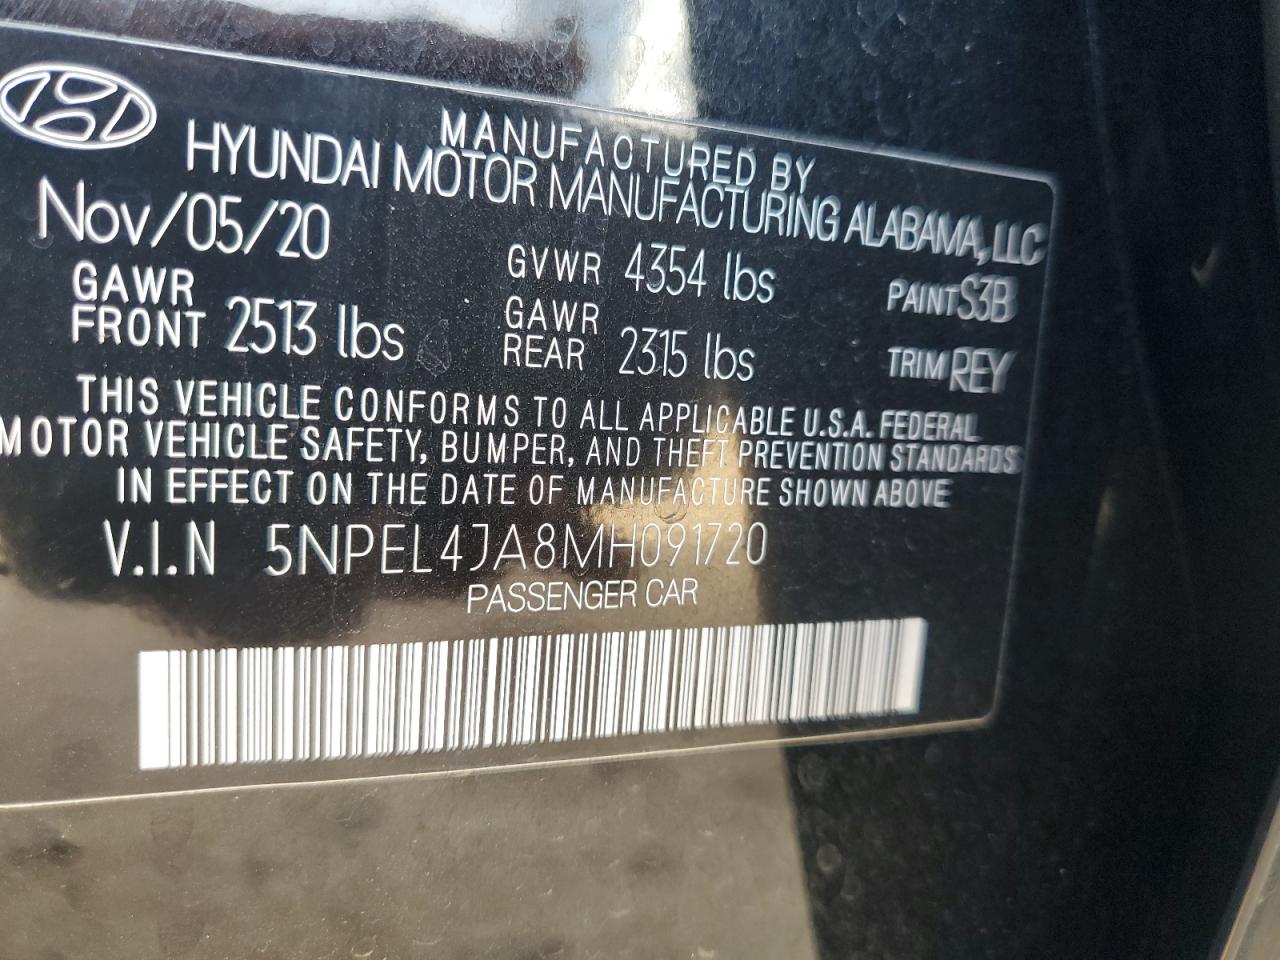 MANUFACTURED BY
HYUNDAI MOTOR MANUFACTURING ALABAMA, LLC
Nov/05/20
GVWR 4354 lbs
PAINT S3B
GAWR FRONT 2513 lbs
GAWR REAR 2315 lbs
TRIM REY
THIS VEHICLE CONFORMS TO ALL APPLICABLE U.S.A. FEDERAL
MOTOR VEHICLE SAFETY, BUMPER, AND THEFT PREVENTION STANDARDS
IN EFFECT ON THE DATE OF MANUFACTURE SHOWN ABOVE
V.I.N 5NPEL4JA8MH091720
PASSENGER CAR